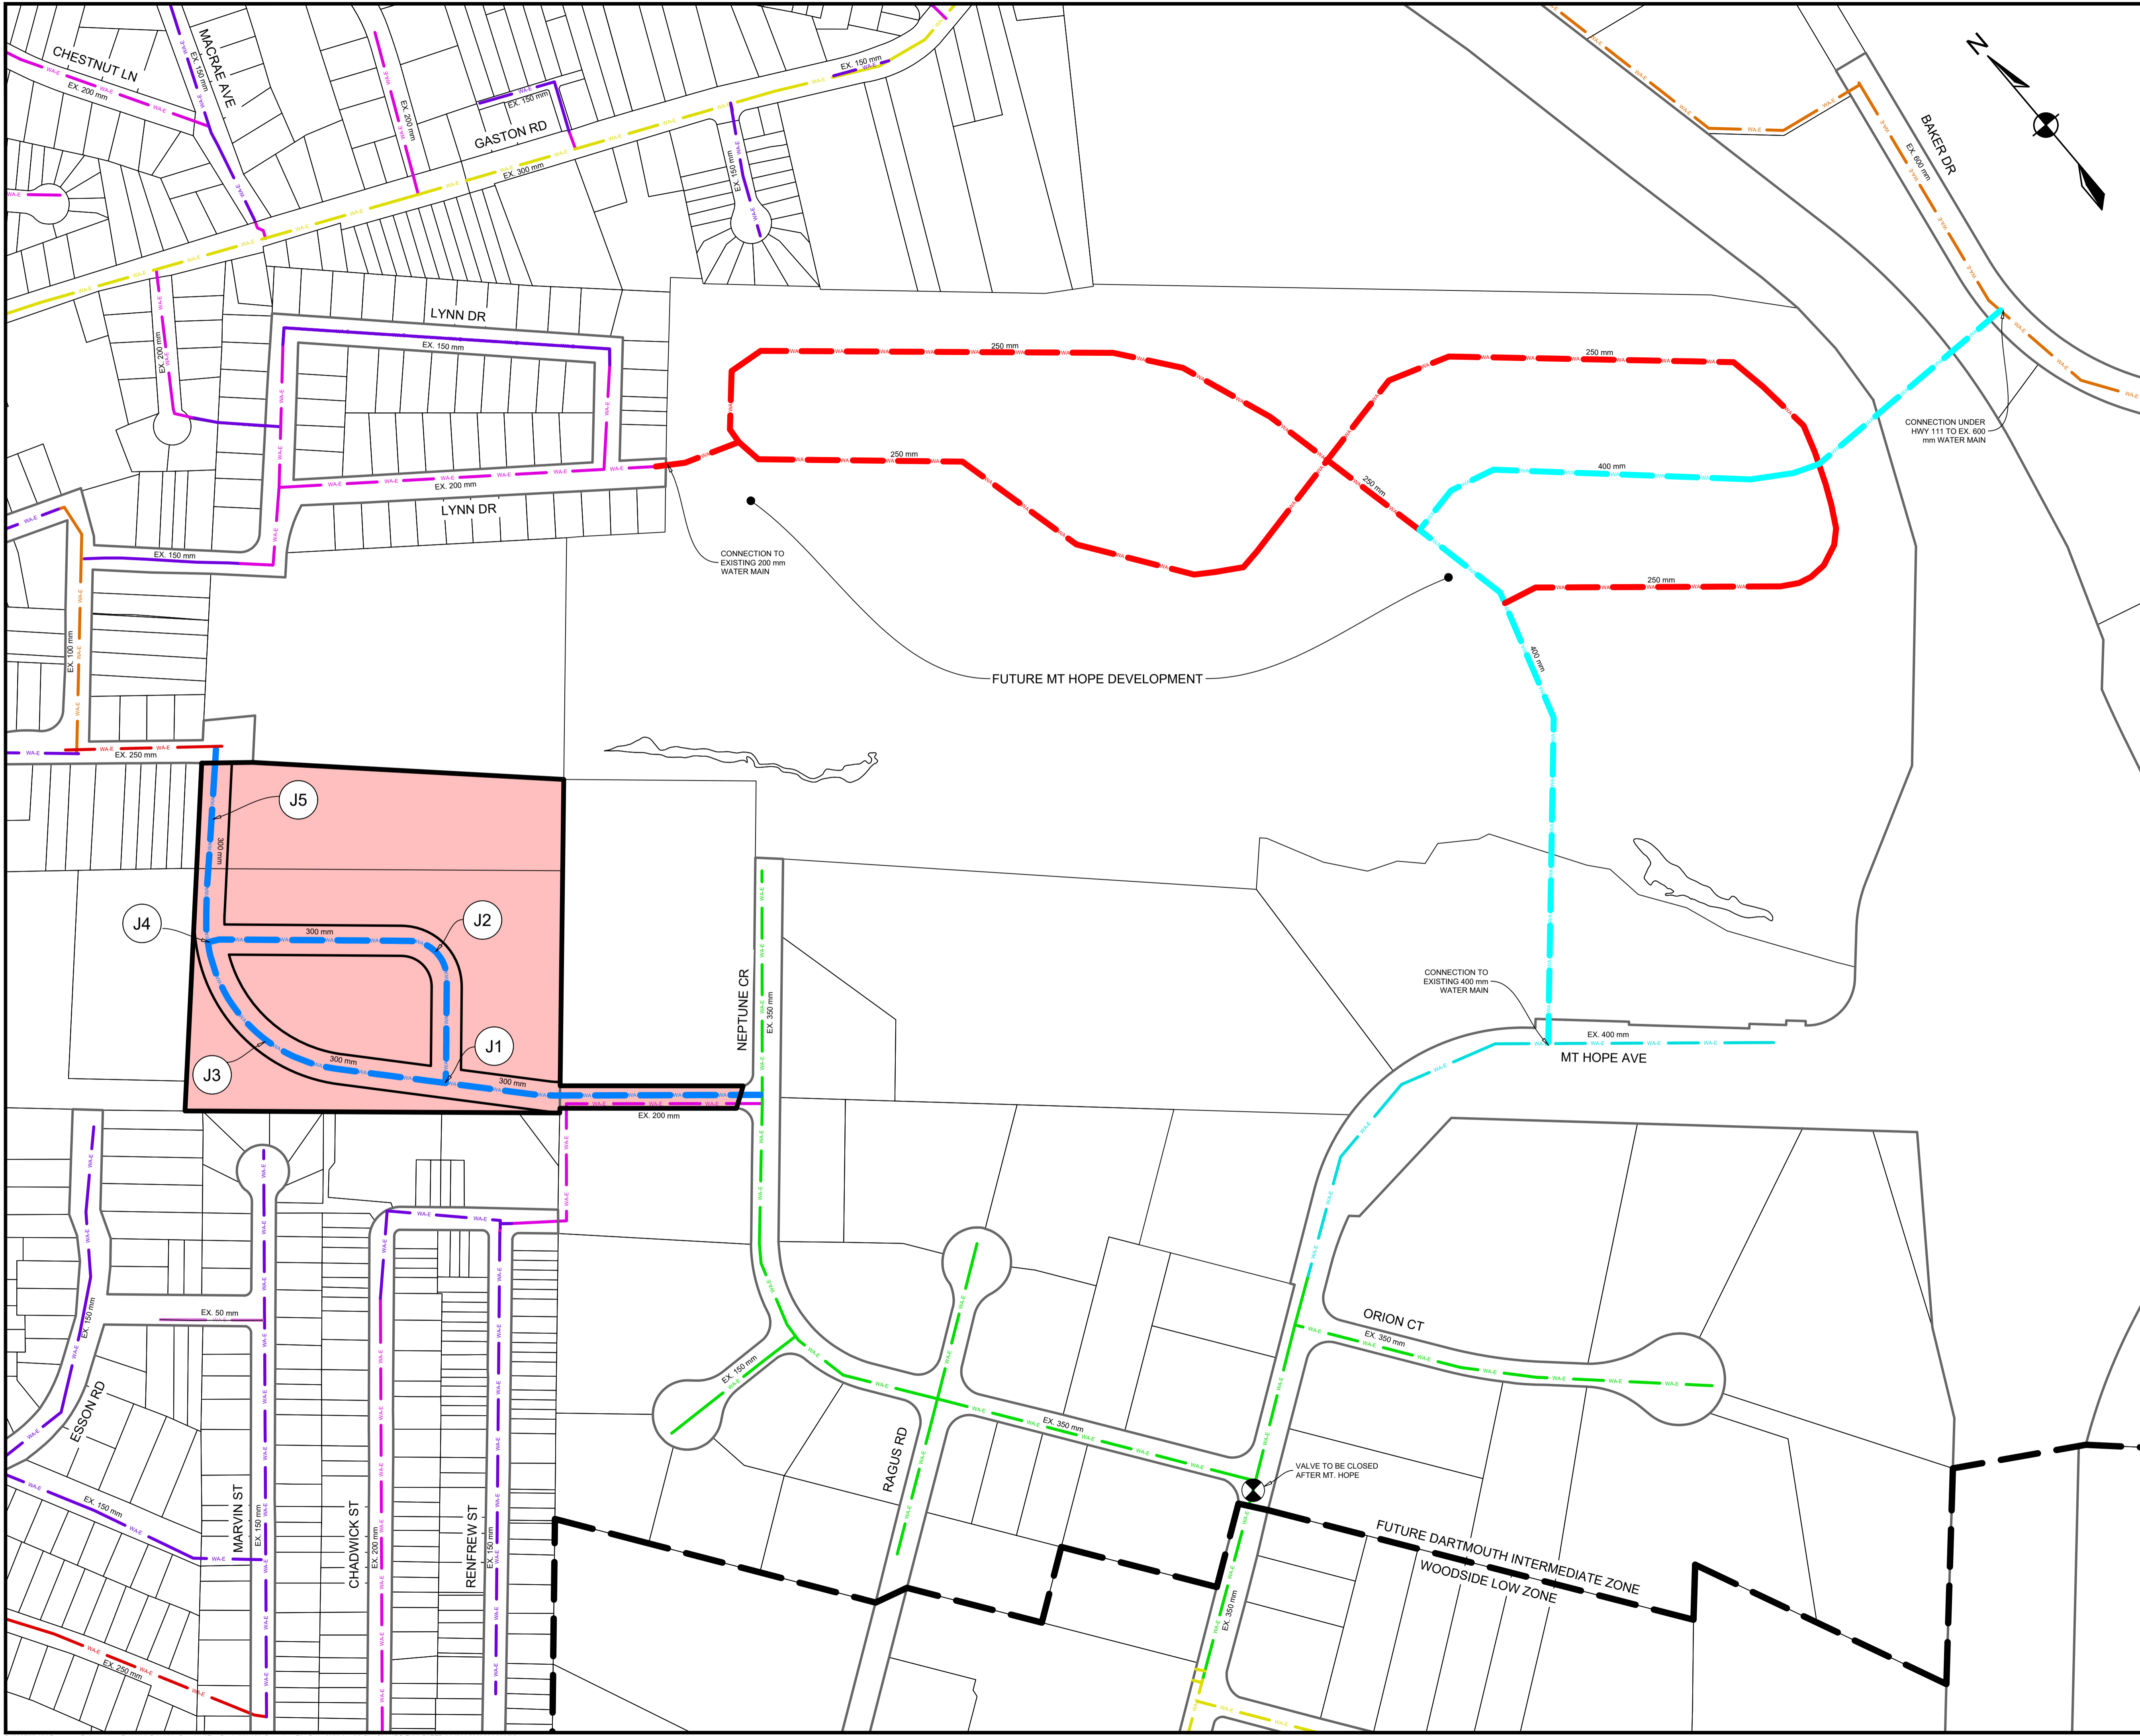 CHESTNUT LN
EX. 200 mm
MACRAE AVE
EX. 150 mm
EX. 200 mm
EX. 150 mm
GASTON RD
EX. 300 mm
EX. 150 mm
EX. 150 mm
N
BAKER DR
EX. 600 mm
LYNN DR
EX. 150 mm
EX. 200 mm
EX. 200 mm
LYNN DR
EX. 150 mm
EX. 100 mm
EX. 250 mm
250 mm
250 mm
250 mm
250 mm
400 mm
250 mm
400 mm
CONNECTION UNDER
HWY 111 TO EX. 600
mm WATER MAIN
CONNECTION TO
EXISTING 200 mm
WATER MAIN
FUTURE MT HOPE DEVELOPMENT
J5
300 mm
J4
300 mm
J2
J3
300 mm
J1
300 mm
EX. 200 mm
NEPTUNE CR
EX. 350 mm
CONNECTION TO
EXISTING 400 mm
WATER MAIN
EX. 400 mm
MT HOPE AVE
EX. 50 mm
EX. 150 mm
ESSON RD
EX. 150 mm
MARVIN ST
EX. 150 mm
CHADWICK ST
EX. 200 mm
RENFREW ST
EX. 150 mm
EX. 250 mm
EX. 150 mm
RAGUS RD
EX. 350 mm
ORION CT
EX. 350 mm
VALVE TO BE CLOSED
AFTER MT. HOPE
FUTURE DARTMOUTH INTERMEDIATE ZONE
WOODSIDE LOW ZONE
EX. 350 mm